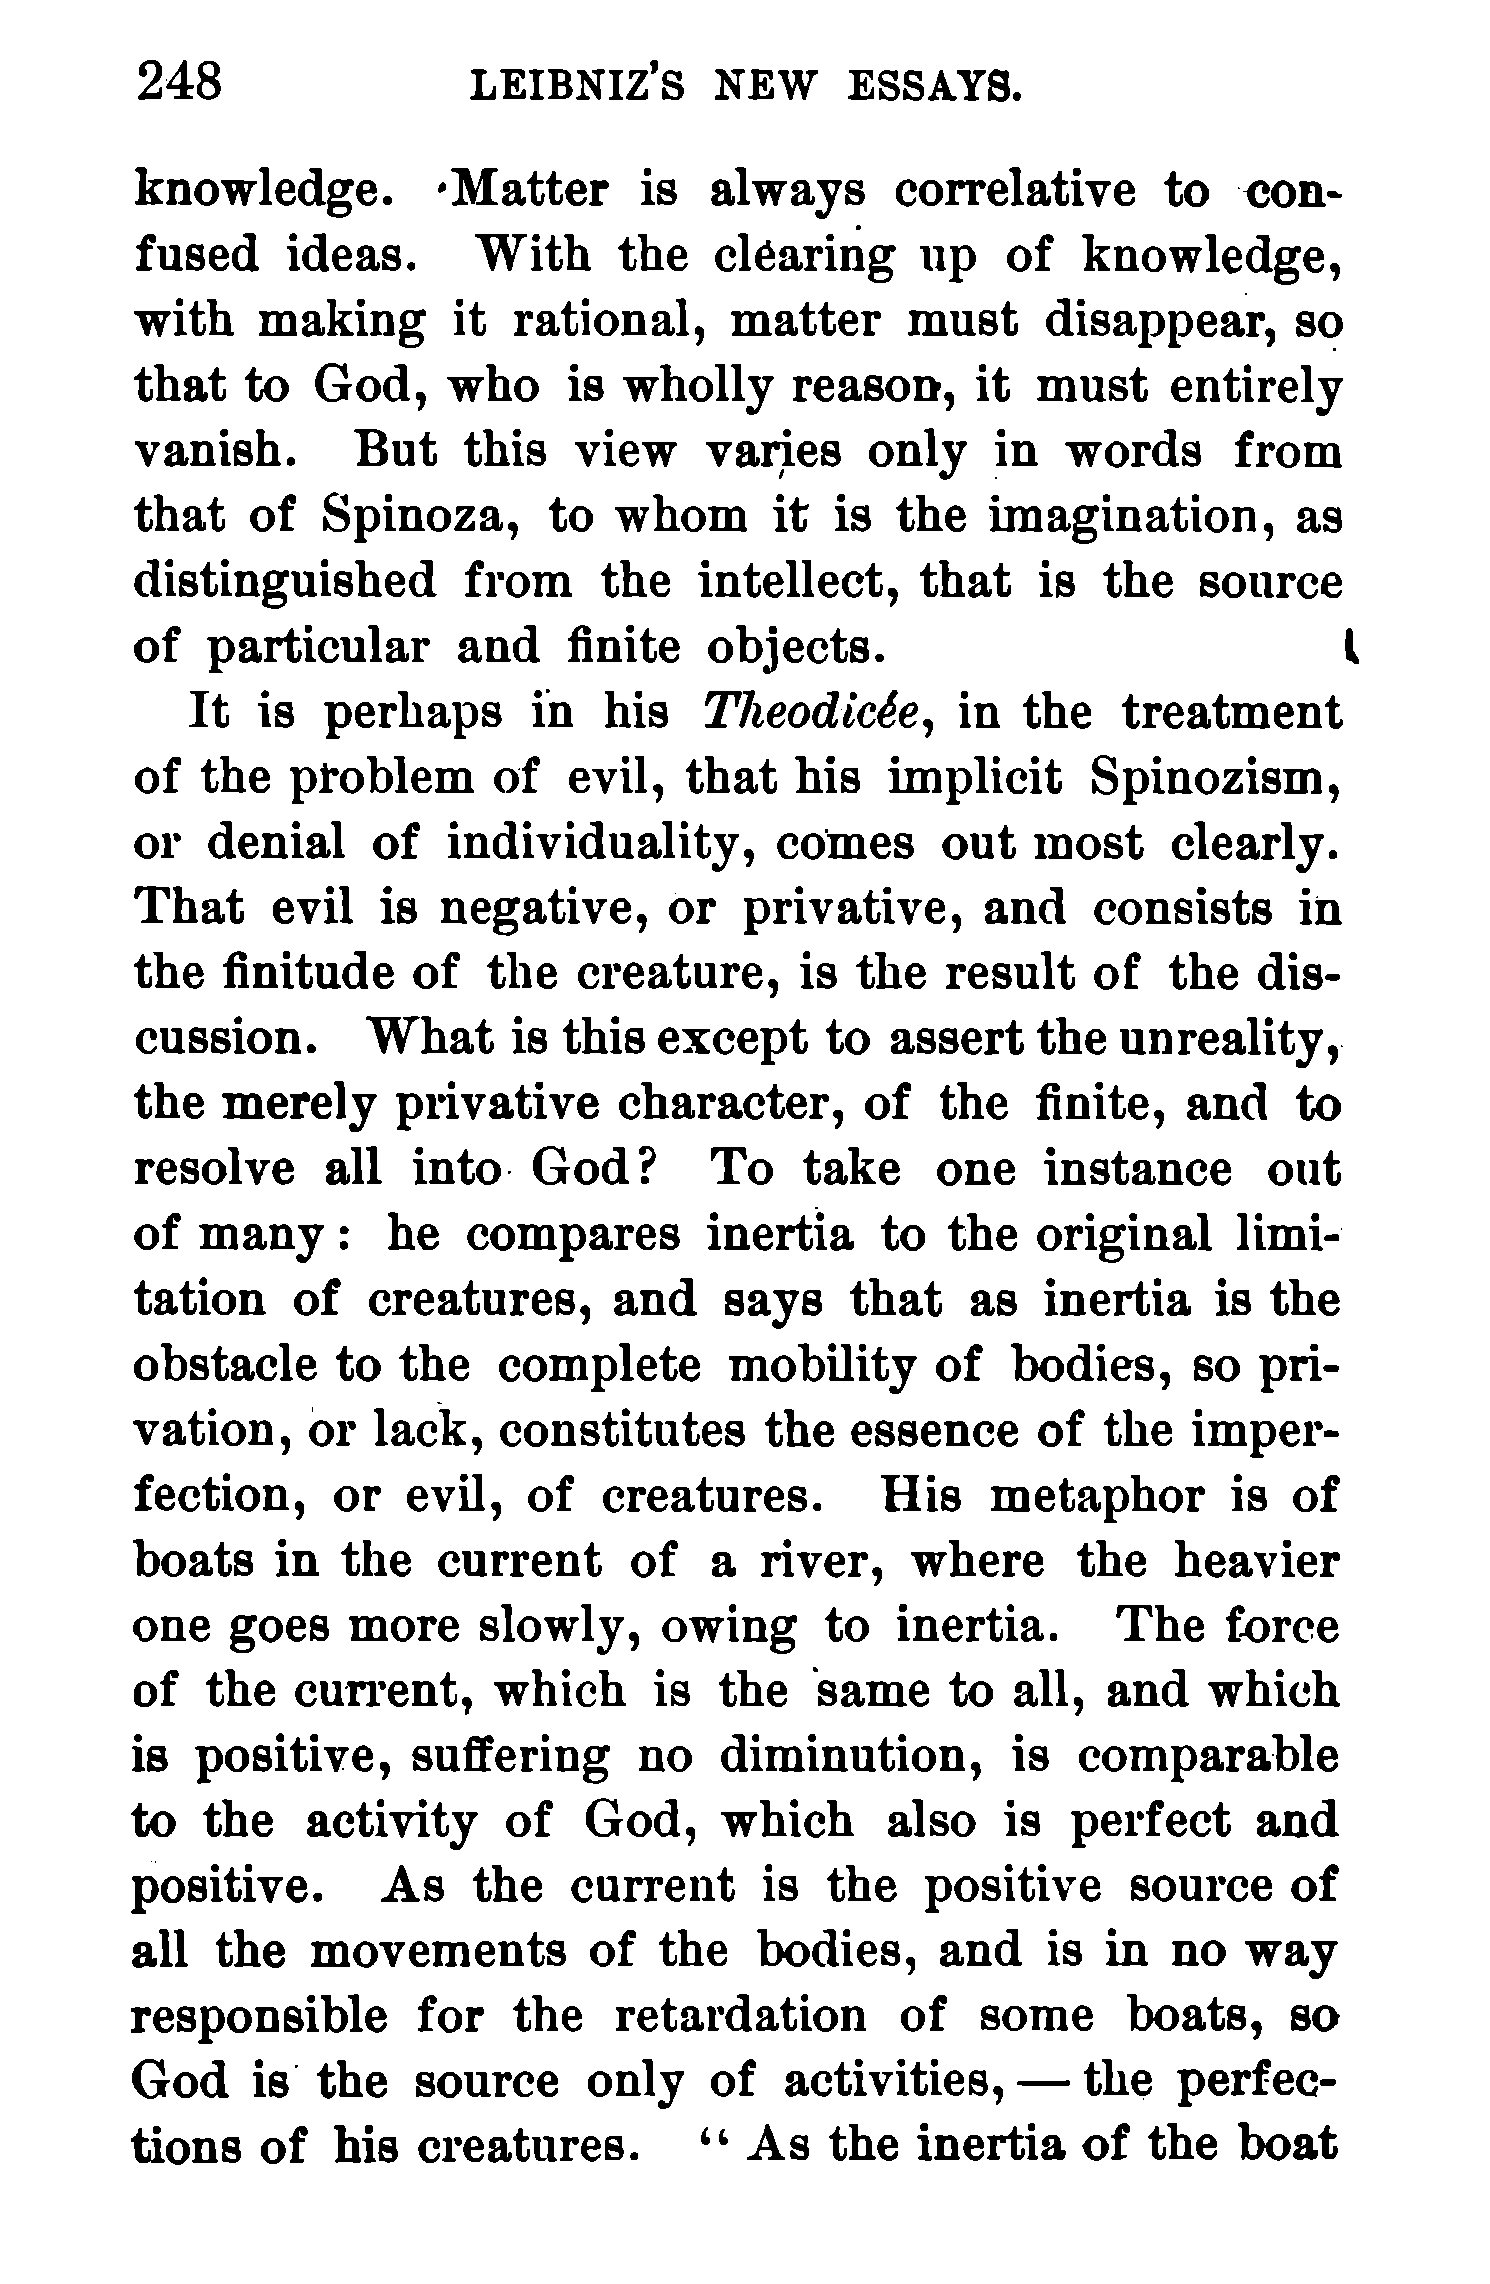 248 LEIBNIZ'S NEW ESSAYS.
knowledge. Matter is always correlative to con-
fused ideas. With the clearing up of knowledge,
with making it rational, matter must disappear, so
that to God, who is wholly reason, it must entirely
vanish. But this view varies only in words from
that of Spinoza, to whom it is the imagination, as
distinguished from the intellect, that is the source
of particular and finite objects.
It is perhaps in his Theodicée, in the treatment
of the problem of evil, that his implicit Spinozism,
or denial of individuality, comes out most clearly.
That evil is negative, or privative, and consists in
the finitude of the creature, is the result of the dis-
cussion. What is this except to assert the unreality,
the merely privative character, of the finite, and to
resolve all into God? To take one instance out
of many: he compares inertia to the original limi-
tation of creatures, and says that as inertia is the
obstacle to the complete mobility of bodies, so pri-
vation, or lack, constitutes the essence of the imper-
fection, or evil, of creatures. His metaphor is of
boats in the current of a river, where the heavier
one goes more slowly, owing to inertia. The force
of the current, which is the same to all, and which
is positive, suffering no diminution, is comparable
to the activity of God, which also is perfect and
positive. As the current is the positive source of
all the movements of the bodies, and is in no way
responsible for the retardation of some boats, so
God is the source only of activities, — the perfec-
tions of his creatures. "As the inertia of the boat